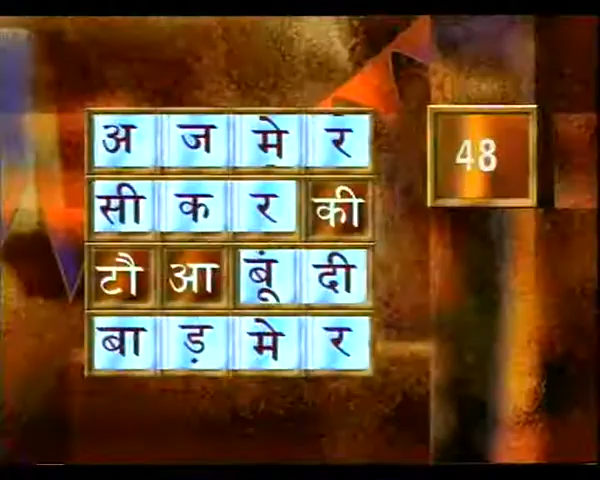 अ ज मे र
48
सी क र की
टौ आ बूं दी
बा ड़ मे र